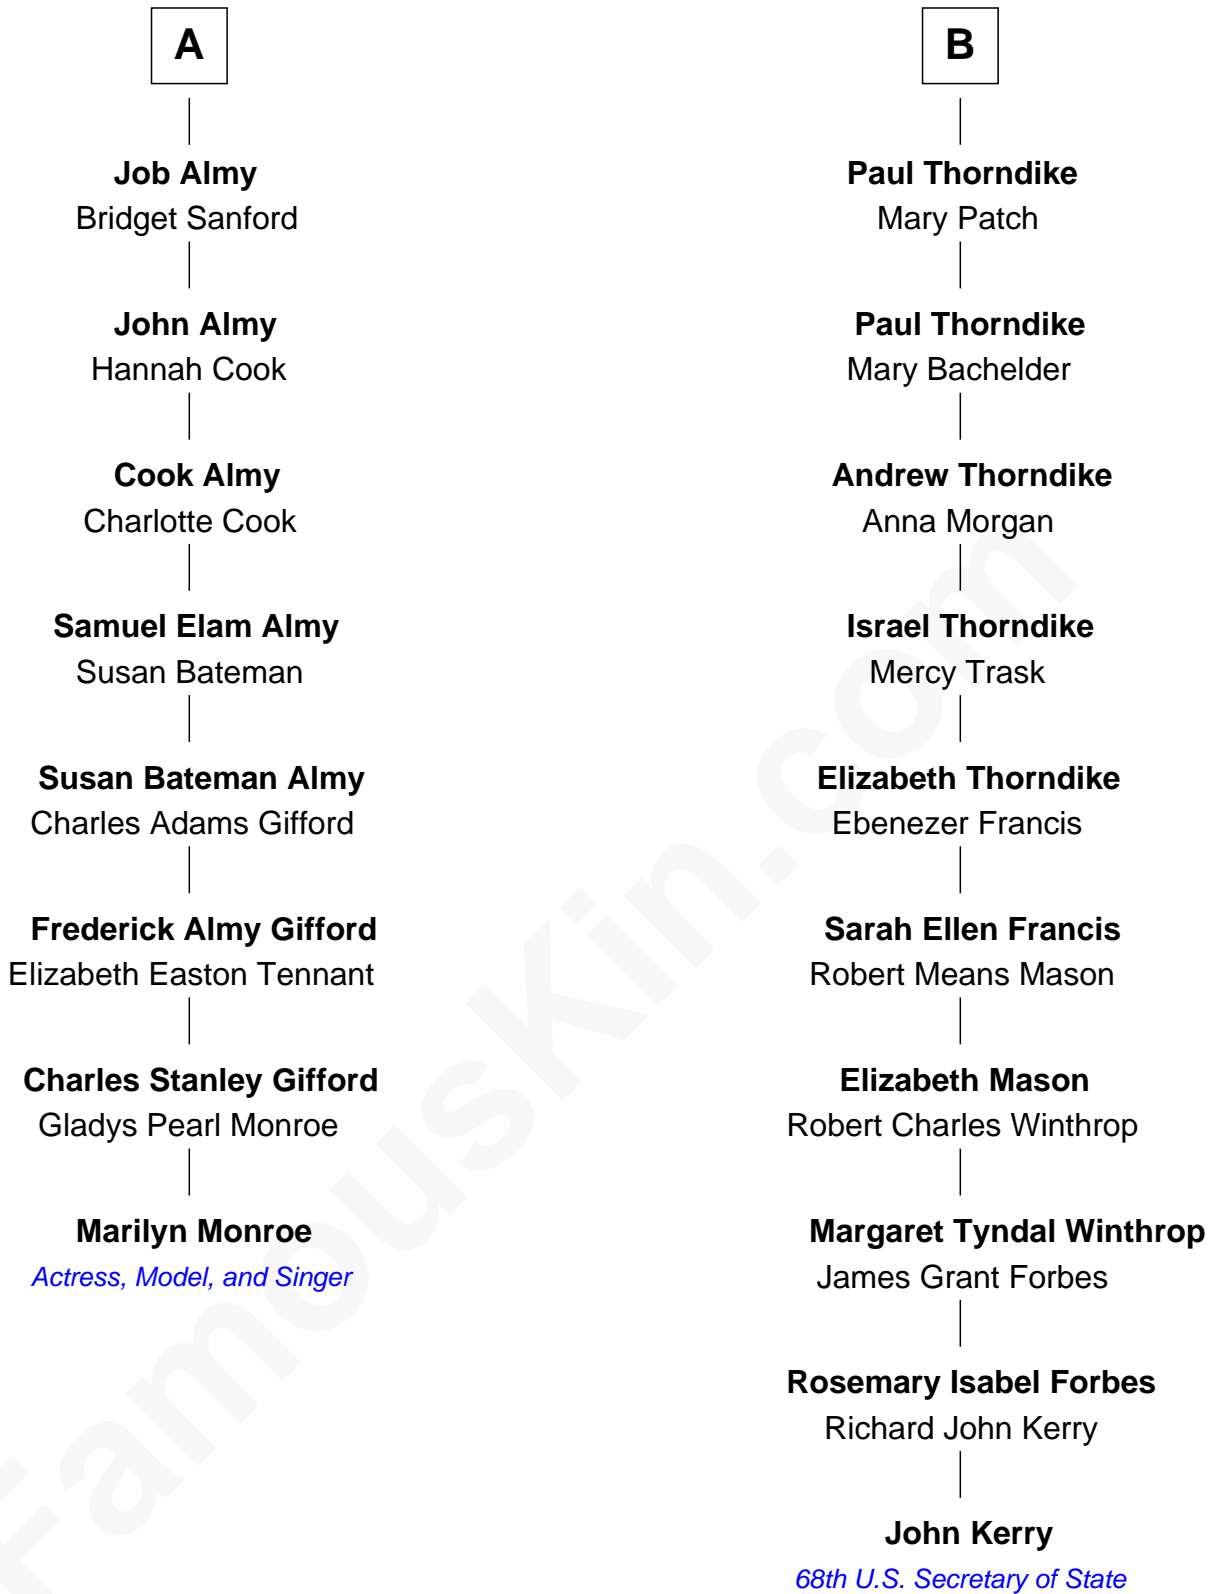 A
Job Almy
Bridget Sanford
John Almy
Hannah Cook
Cook Almy
Charlotte Cook
Samuel Elam Almy
Susan Bateman
Susan Bateman Almy
Charles Adams Gifford
Frederick Almy Gifford
Elizabeth Easton Tennant
Charles Stanley Gifford
Gladys Pearl Monroe
Marilyn Monroe
Actress, Model, and Singer
B
Paul Thorndike
Mary Patch
Paul Thorndike
Mary Bachelder
Andrew Thorndike
Anna Morgan
Israel Thorndike
Mercy Trask
Elizabeth Thorndike
Ebenezer Francis
Sarah Ellen Francis
Robert Means Mason
Elizabeth Mason
Robert Charles Winthrop
Margaret Tyndal Winthrop
James Grant Forbes
Rosemary Isabel Forbes
Richard John Kerry
John Kerry
68th U.S. Secretary of State
FamousKin.com